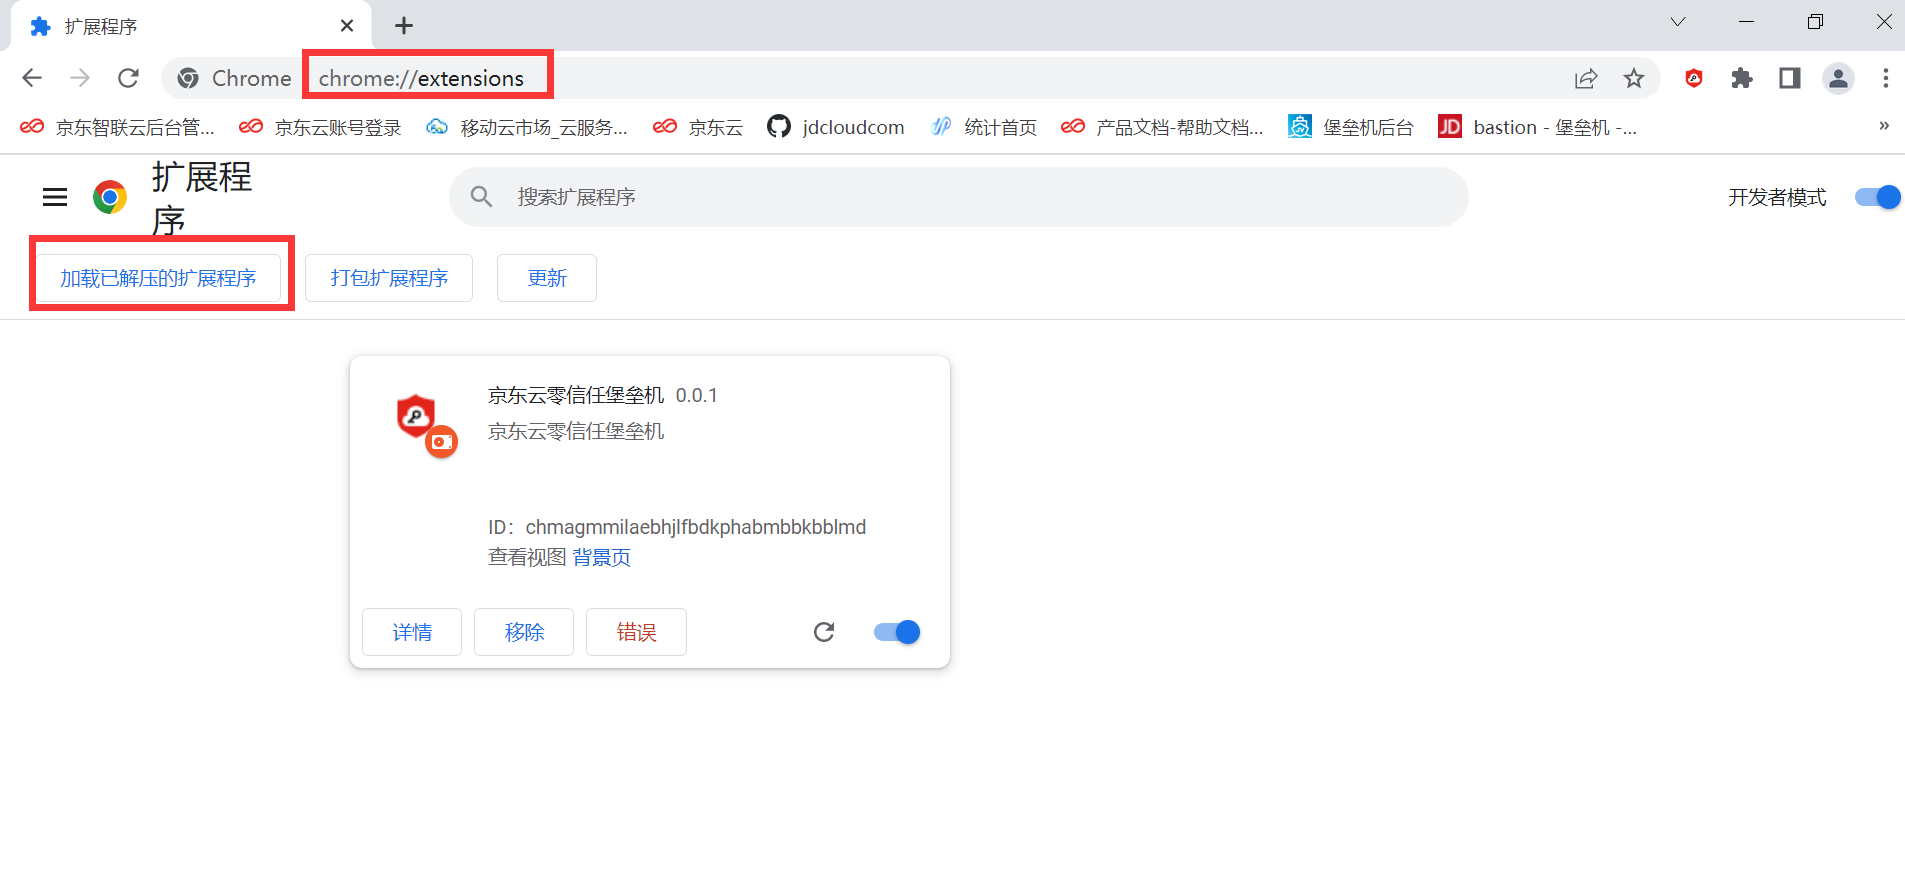 扩展程序
Chrome chrome://extensions
京东智联云后台管... 京东云账号登录 移动云市场_云服务... 京东云 jdcloudcom 统计首页 产品文档-帮助文档... 堡垒机后台 JD bastion - 堡垒机 -... »
扩展程
序
搜索扩展程序
开发者模式
加载已解压的扩展程序 打包扩展程序 更新
京东云零信任堡垒机 0.0.1
京东云零信任堡垒机
ID：chmagmmilaebhjlfbdkphabmbbkbblmd
查看视图 背景页
详情 移除 错误